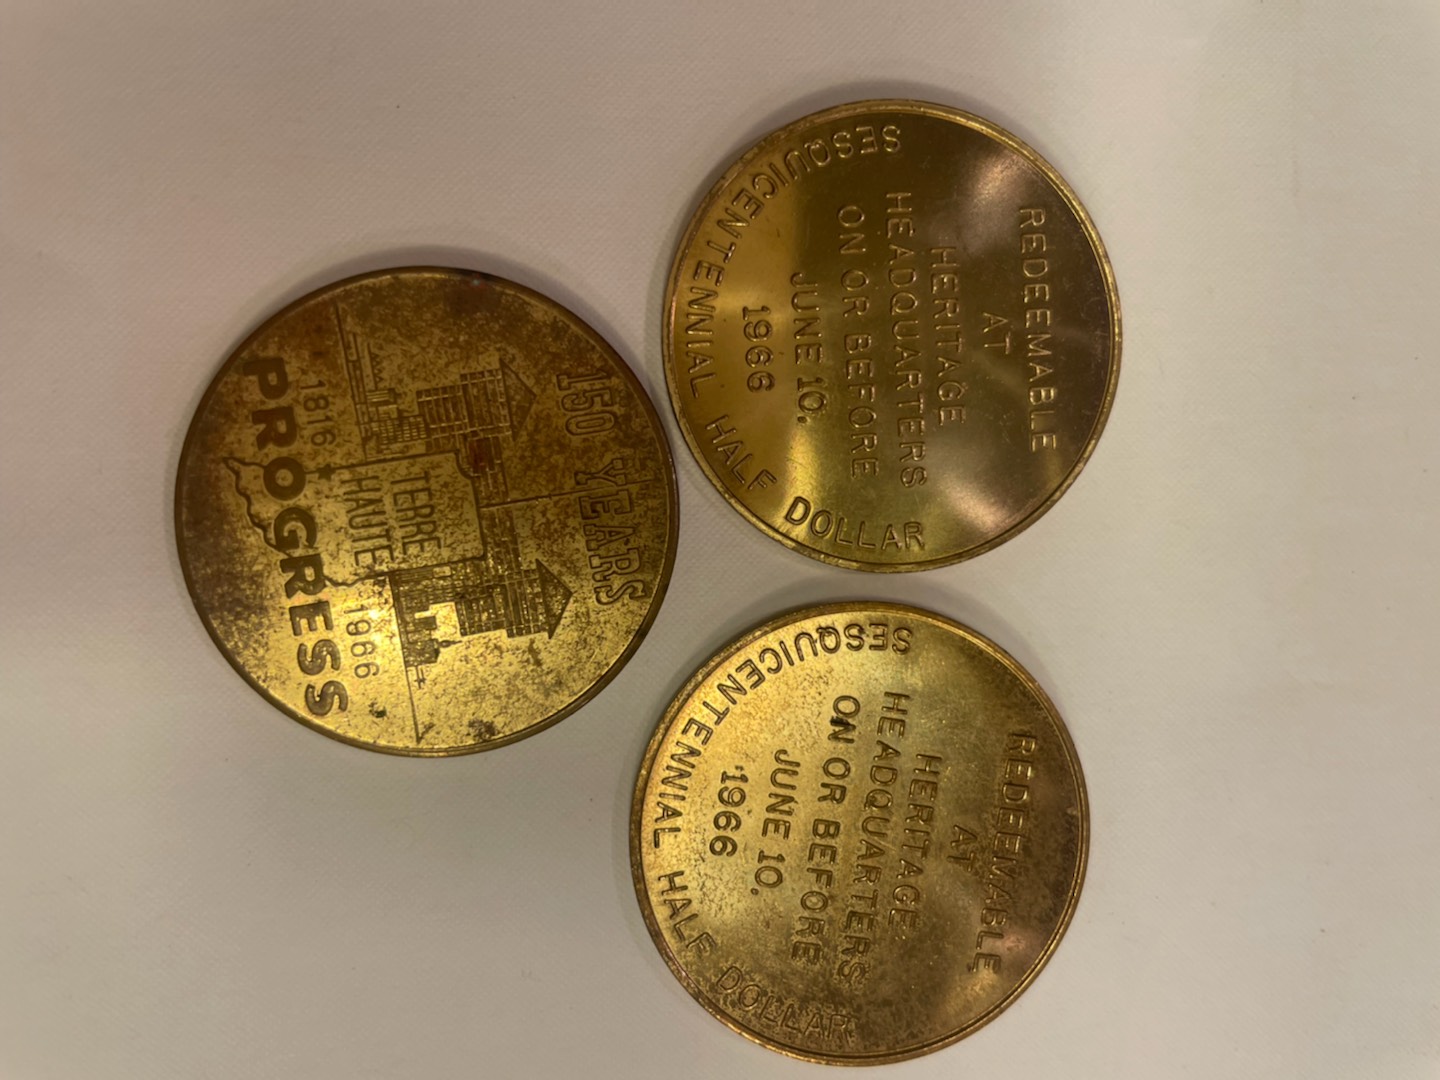 150 YEARS
TERRE
HAUTE
1816 1966
PROGRESS
REDEEMABLE
AT
HERITAGE
HEADQUARTERS
ON OR BEFORE
JUNE 10,
1966
SESQUICENTENNIAL HALF DOLLAR
REDEEMABLE
AT
HERITAGE
HEADQUARTERS
ON OR BEFORE
JUNE 10,
1966
SESQUICENTENNIAL HALF DOLLAR